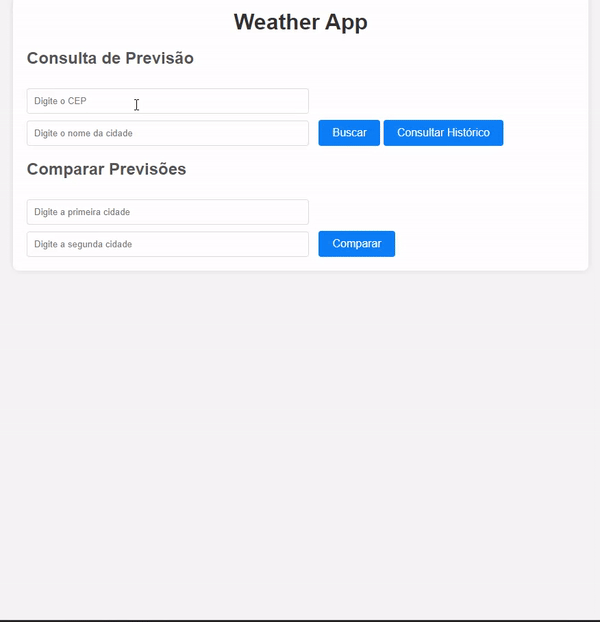 Weather App
Consulta de Previsão
Digite o CEP
Digite o nome da cidade
Buscar
Consultar Histórico
Comparar Previsões
Digite a primeira cidade
Digite a segunda cidade
Comparar